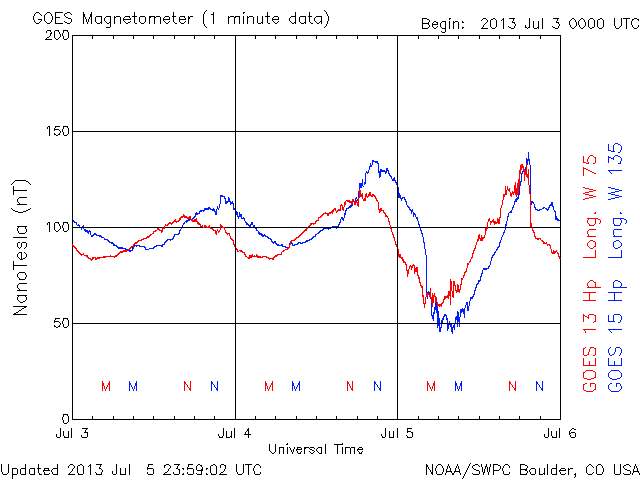 GOES Magnetometer (1 minute data)
Begin: 2013 Jul 3 0000 UTC
200
150
100
50
0
NanoTesla (nT)
M M N N M M N N M M N N
Jul 3 Jul 4 Jul 5 Jul 6
Universal Time
GOES 13 Hp Long. W 75
GOES 15 Hp Long. W 135
Updated 2013 Jul 5 23:59:02 UTC
NOAA/SWPC Boulder, CO USA